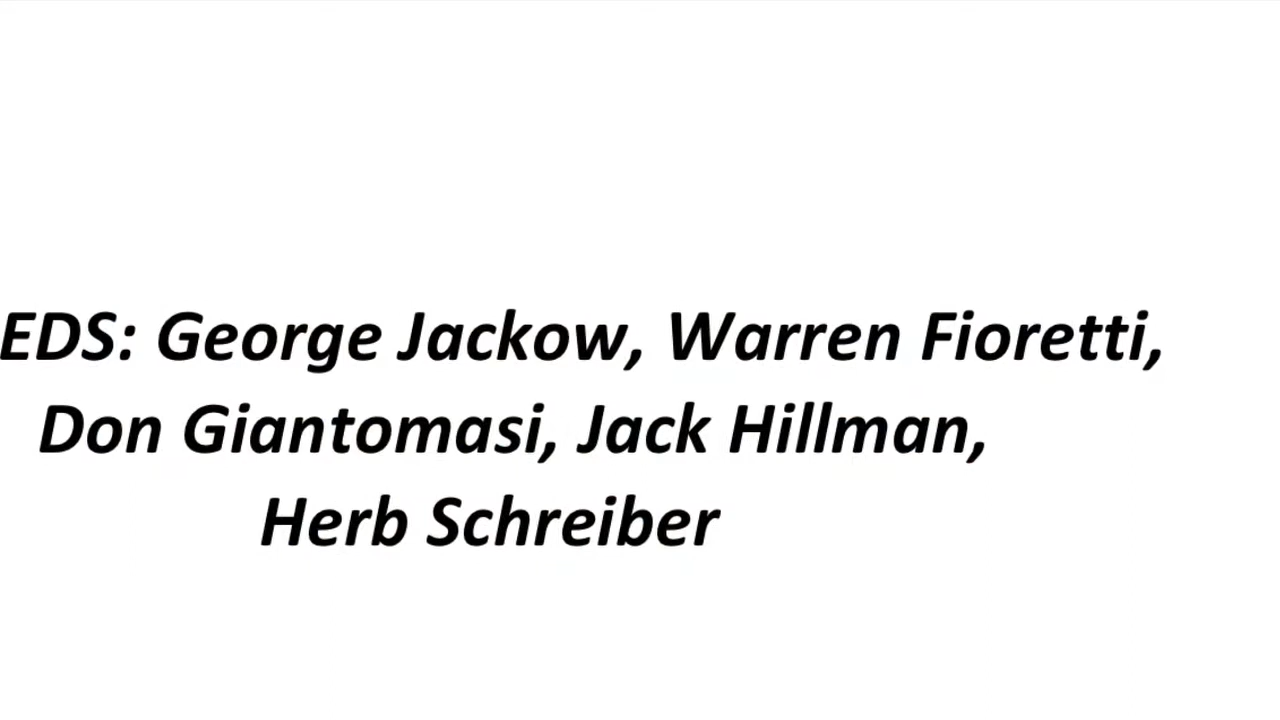 EDS: George Jackow, Warren Fioretti,
Don Giantomasi, Jack Hillman,
Herb Schreiber